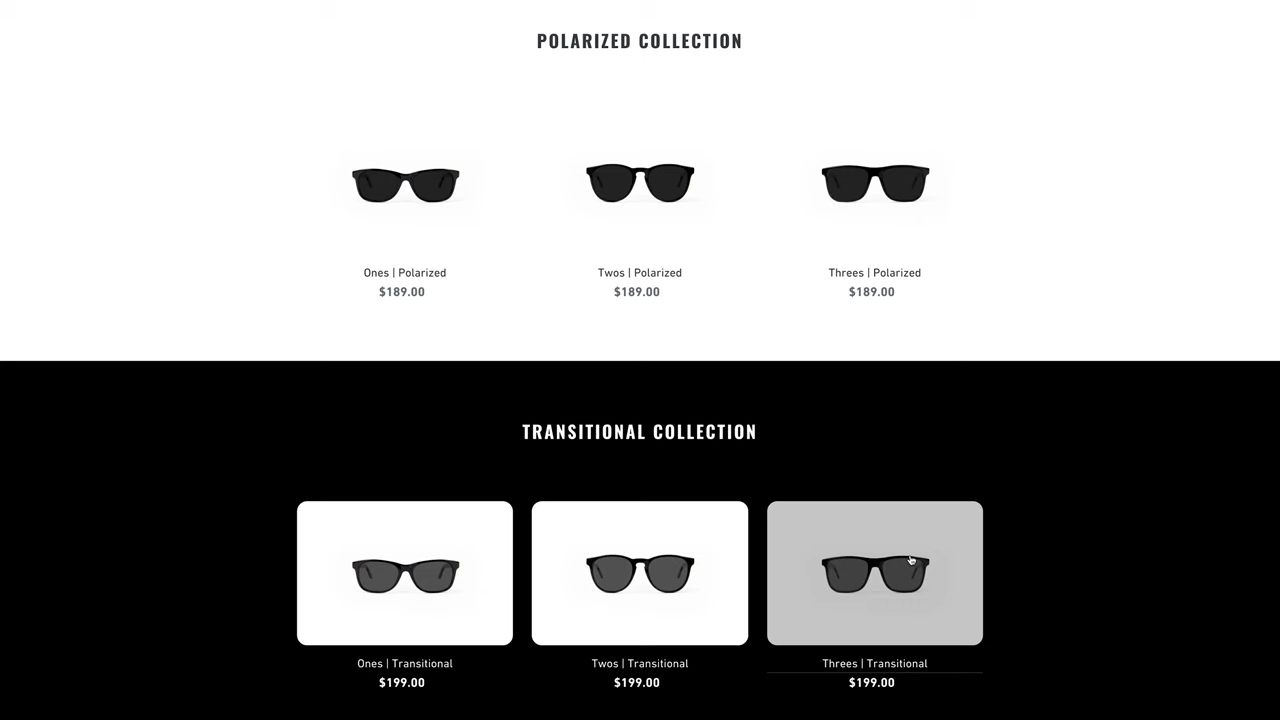 POLARIZED COLLECTION
Ones | Polarized
$189.00
Twos | Polarized
$189.00
Threes | Polarized
$189.00
TRANSITIONAL COLLECTION
Ones | Transitional
$199.00
Twos | Transitional
$199.00
Threes | Transitional
$199.00